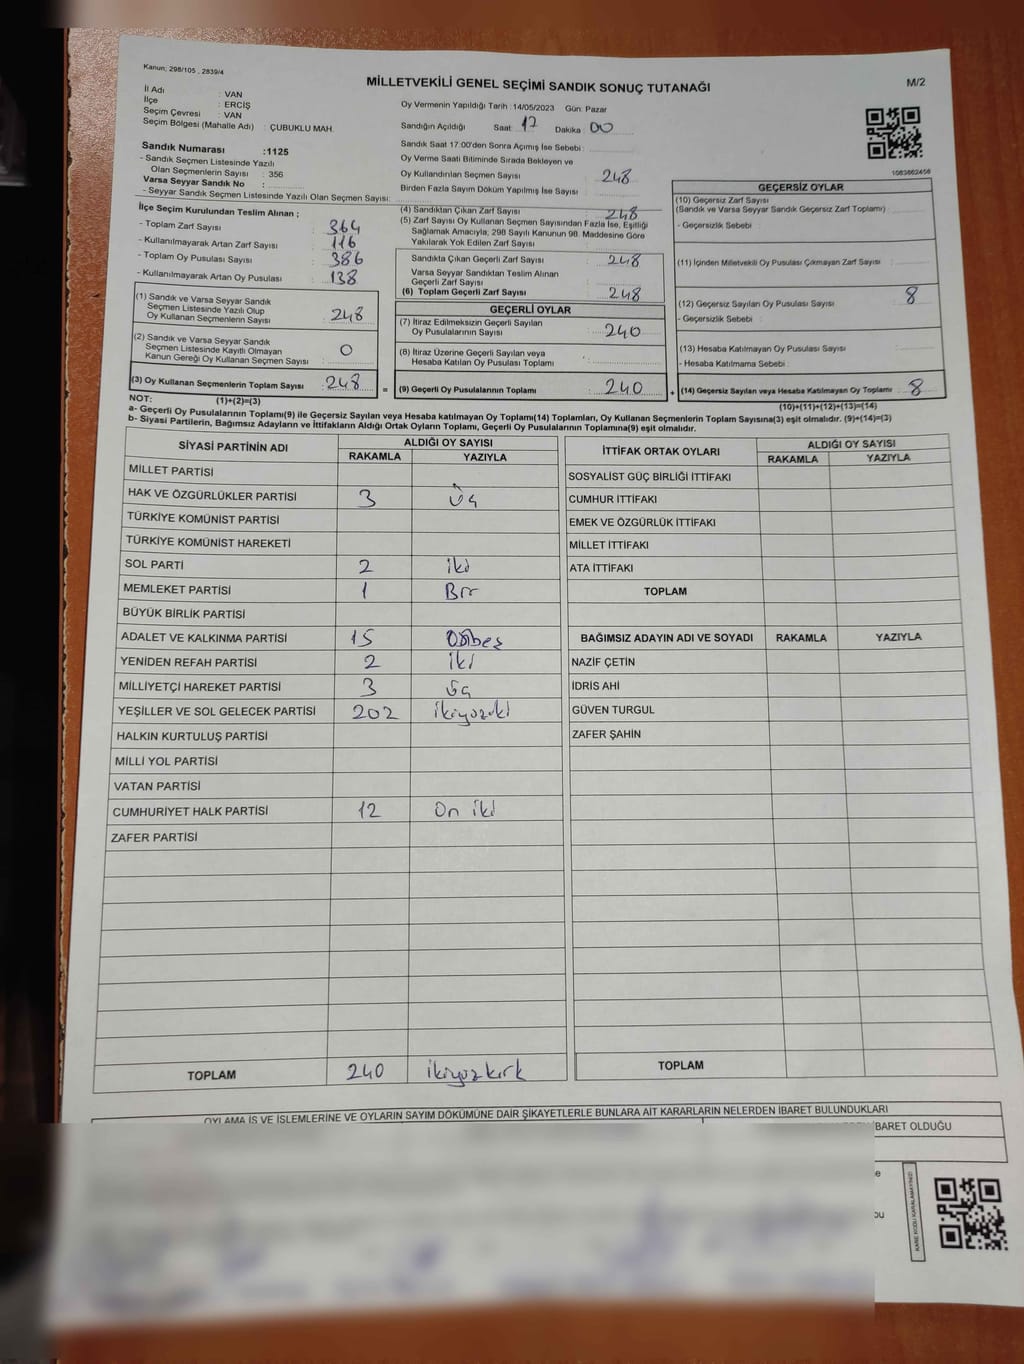 Kanun; 298/105 , 2839/4
MİLLETVEKİLİ GENEL SEÇİMİ SANDIK SONUÇ TUTANAĞI
M/2
İl Adı : VAN
İlçe : ERCİŞ
Seçim Çevresi : VAN
Seçim Bölgesi (Mahalle Adı) : ÇUBUKLU MAH.
Sandık Numarası :1125
- Sandık Seçmen Listesinde Yazılı
Olan Seçmenlerin Sayısı : 356
Varsa Seyyar Sandık No :
- Seyyar Sandık Seçmen Listesinde Yazılı Olan Seçmen Sayısı:
Oy Vermenin Yapıldığı Tarih :14/05/2023 Gün: Pazar
Sandığın Açıldığı Saat: 17 Dakika: 00
Sandık Saat 17:00'den Sonra Açılmış İse Sebebi :
Oy Verme Saati Bitiminde Sırada Bekleyen ve
Oy Kullandırılan Seçmen Sayısı : 248
Birden Fazla Sayım Döküm Yapılmış İse Sayısı :
1083662456
İlçe Seçim Kurulundan Teslim Alınan ;
- Toplam Zarf Sayısı : 364
- Kullanılmayarak Artan Zarf Sayısı : 116
- Toplam Oy Pusulası Sayısı : 386
- Kullanılmayarak Artan Oy Pusulası : 138
(1) Sandık ve Varsa Seyyar Sandık
Seçmen Listesinde Yazılı Olup
Oy Kullanan Seçmenlerin Sayısı : 248
(2) Sandık ve Varsa Seyyar Sandık
Seçmen Listesinde Kayıtlı Olmayan
Kanun Gereği Oy Kullanan Seçmen Sayısı : 0
(3) Oy Kullanan Seçmenlerin Toplam Sayısı : 248 =
(4) Sandıktan Çıkan Zarf Sayısı : 248
(5) Zarf Sayısı Oy Kullanan Seçmen Sayısından Fazla İse, Eşitliği
Sağlamak Amacıyla; 298 Sayılı Kanunun 98. Maddesine Göre
Yakılarak Yok Edilen Zarf Sayısı :
Sandıkta Çıkan Geçerli Zarf Sayısı : 248
Varsa Seyyar Sandıktan Teslim Alınan
Geçerli Zarf Sayısı :
(6) Toplam Geçerli Zarf Sayısı : 248
GEÇERLİ OYLAR
(7) İtiraz Edilmeksizin Geçerli Sayılan
Oy Pusulalarının Sayısı : 240
(8) İtiraz Üzerine Geçerli Sayılan veya
Hesaba Katılan Oy Pusulası Toplamı :
(9) Geçerli Oy Pusulalarının Toplamı : 240 +
GEÇERSİZ OYLAR
(10) Geçersiz Zarf Sayısı
(Sandık ve Varsa Seyyar Sandık Geçersiz Zarf Toplamı) :
- Geçersizlik Sebebi :
(11) İçinden Milletvekili Oy Pusulası Çıkmayan Zarf Sayısı :
(12) Geçersiz Sayılan Oy Pusulası Sayısı : 8
- Geçersizlik Sebebi :
(13) Hesaba Katılmayan Oy Pusulası Sayısı :
- Hesaba Katılmama Sebebi :
(14) Geçersiz Sayılan veya Hesaba Katılmayan Oy Toplamı : 8
NOT: (1)+(2)=(3) (10)+(11)+(12)+(13)=(14)
a- Geçerli Oy Pusulalarının Toplamı(9) ile Geçersiz Sayılan veya Hesaba katılmayan Oy Toplamı(14) Toplamları, Oy Kullanan Seçmenlerin Toplam Sayısına(3) eşit olmalıdır. (9)+(14)=(3)
b- Siyasi Partilerin, Bağımsız Adayların ve İttifakların Aldığı Ortak Oyların Toplamı, Geçerli Oy Pusulalarının Toplamına(9) eşit olmalıdır.
SİYASİ PARTİNİN ADI ALDIĞI OY SAYISI
RAKAMLA YAZIYLA
MİLLET PARTİSİ
HAK VE ÖZGÜRLÜKLER PARTİSİ 3 Üç
TÜRKİYE KOMÜNİST PARTİSİ
TÜRKİYE KOMÜNİST HAREKETİ
SOL PARTİ 2 iki
MEMLEKET PARTİSİ 1 Bir
BÜYÜK BİRLİK PARTİSİ
ADALET VE KALKINMA PARTİSİ 15 Onbeş
YENİDEN REFAH PARTİSİ 2 iki
MİLLİYETÇİ HAREKET PARTİSİ 3 üç
YEŞİLLER VE SOL GELECEK PARTİSİ 202 ikiyüziki
HALKIN KURTULUŞ PARTİSİ
MİLLİ YOL PARTİSİ
VATAN PARTİSİ
CUMHURİYET HALK PARTİSİ 12 On iki
ZAFER PARTİSİ
TOPLAM 240 ikiyüzkırk
İTTİFAK ORTAK OYLARI ALDIĞI OY SAYISI
RAKAMLA YAZIYLA
SOSYALİST GÜÇ BİRLİĞİ İTTİFAKI
CUMHUR İTTİFAKI
EMEK VE ÖZGÜRLÜK İTTİFAKI
MİLLET İTTİFAKI
ATA İTTİFAKI
TOPLAM
BAĞIMSIZ ADAYIN ADI VE SOYADI RAKAMLA YAZIYLA
NAZİF ÇETİN
İDRİS AHİ
GÜVEN TURGUL
ZAFER ŞAHİN
TOPLAM
OYLAMA İŞ VE İŞLEMLERİNE VE OYLARIN SAYIM DÖKÜMÜNE DAİR ŞİKAYETLERLE BUNLARA AİT KARARLARIN NELERDEN İBARET BULUNDUKLARI
İBARET OLDUĞU
KARE KODU KARALAMAYINIZ!